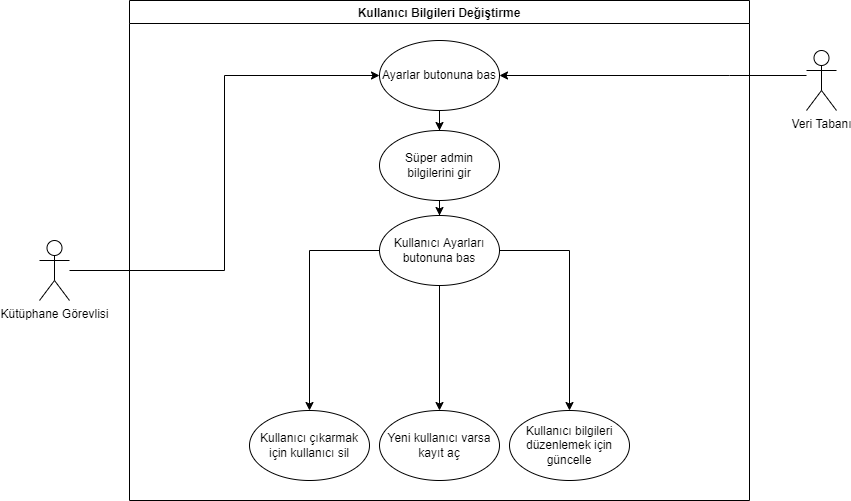 Kullanıcı Bilgileri Değiştirme
Ayarlar butonuna bas
Veri Tabanı
Süper admin
bilgilerini gir
Kullanıcı Ayarları
butonuna bas
Kütüphane Görevlisi
Kullanıcı çıkarmak
için kullanıcı sil
Yeni kullanıcı varsa
kayıt aç
Kullanıcı bilgileri
düzenlemek için
güncelle